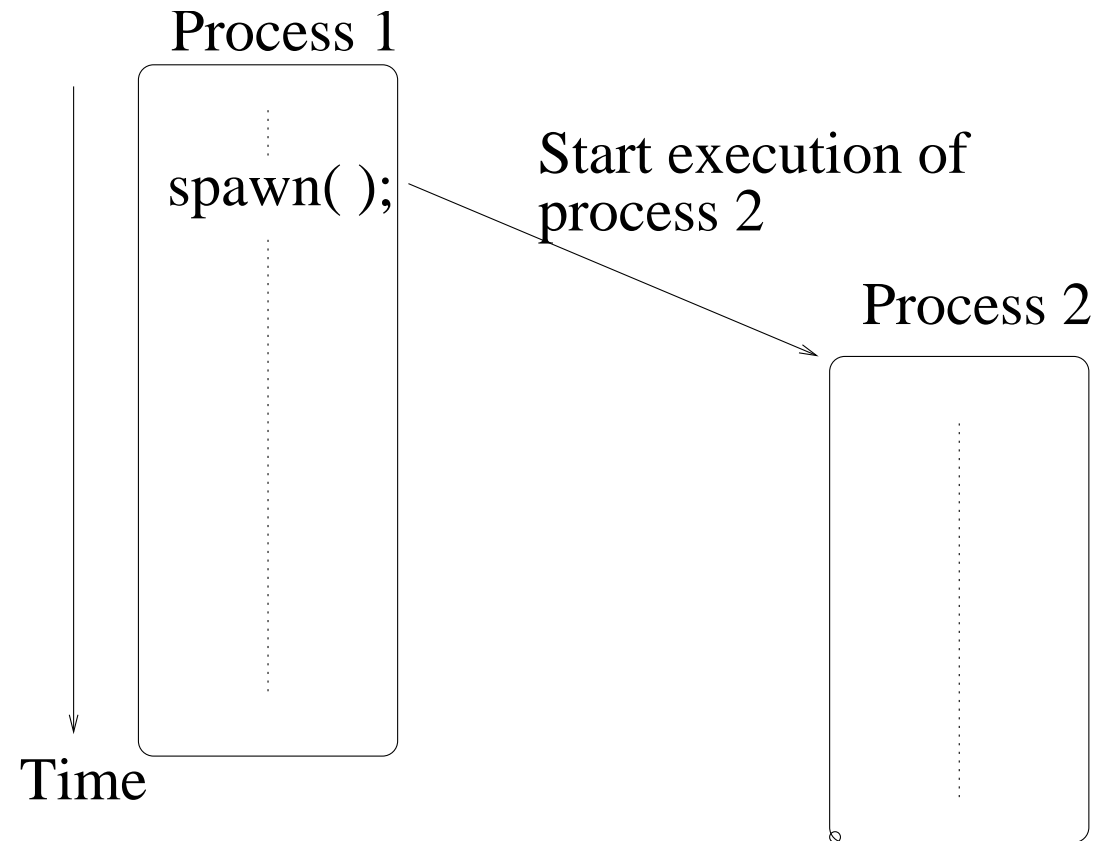 Process 1
spawn( );
Start execution of
process 2
Process 2
Time